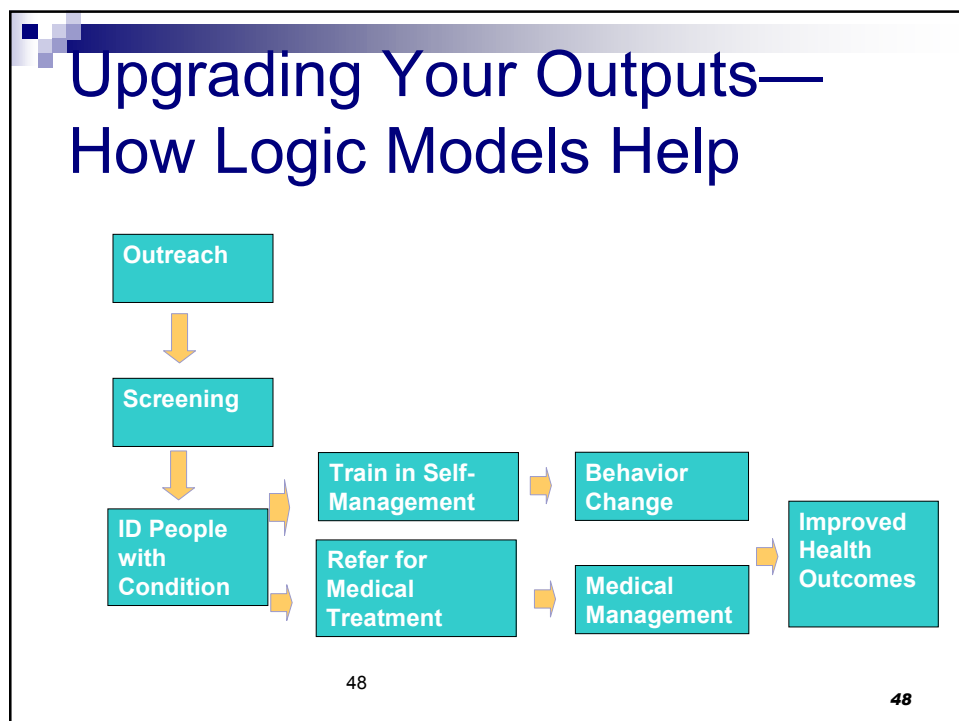 Upgrading Your Outputs—
How Logic Models Help
Outreach
Screening
ID People
with
Condition
Train in Self-
Management
Refer for
Medical
Treatment
Behavior
Change
Medical
Management
Improved
Health
Outcomes
48
48